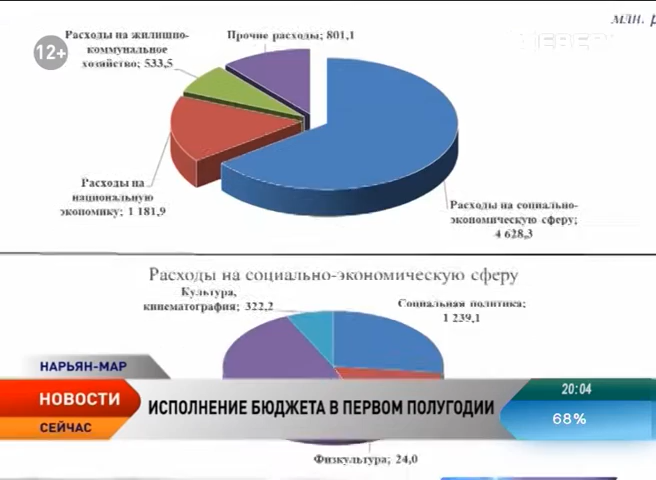 млн. р
12+
СЕВЕР
Расходы на жилищно-
коммунальное
хозяйство; 533,5
Прочие расходы; 801,1
Расходы на
национальную
экономику; 1 181,9
Расходы на социально-
экономическую сферу;
4 628,3
Расходы на социально-экономическую сферу
Культура,
кинематография; 322,2
Социальная политика;
1 239,1
НАРЬЯН-МАР
НОВОСТИ
СЕЙЧАС
ИСПОЛНЕНИЕ БЮДЖЕТА В ПЕРВОМ ПОЛУГОДИИ
20:04
68%
Физкультура; 24,0